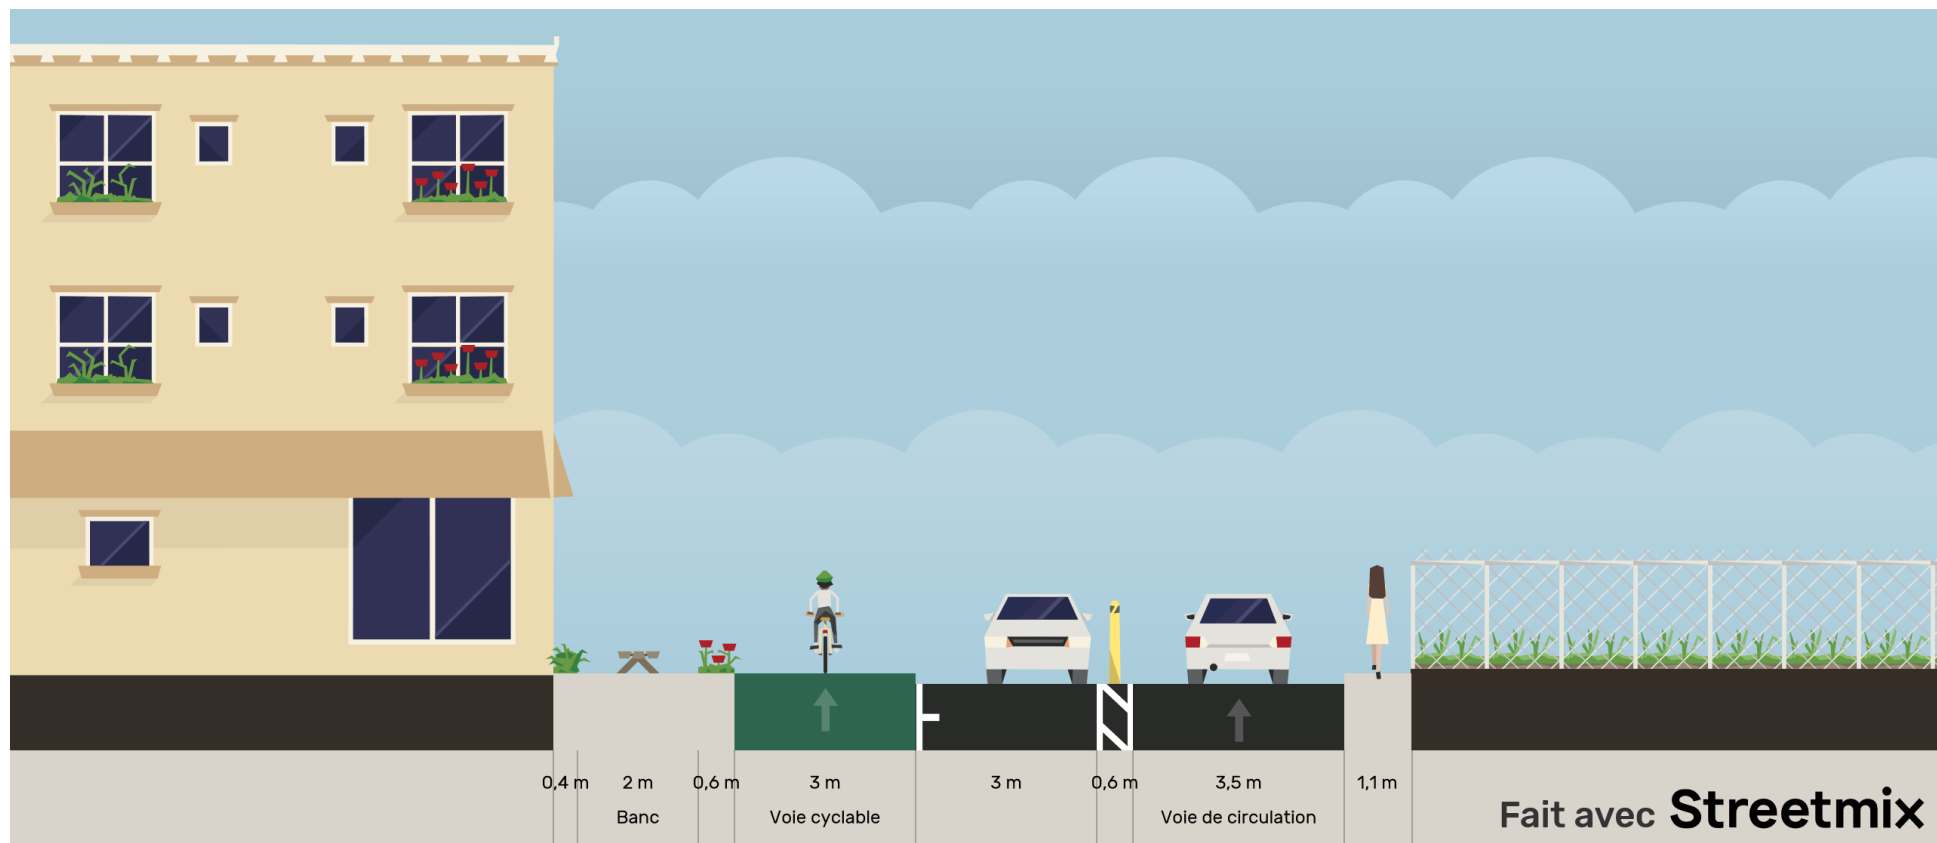 0,4 m 2 m 0,6 m 3 m 3 m 0,6 m 3,5 m 1,1 m
Banc Voie cyclable Voie de circulation
Fait avec Streetmix